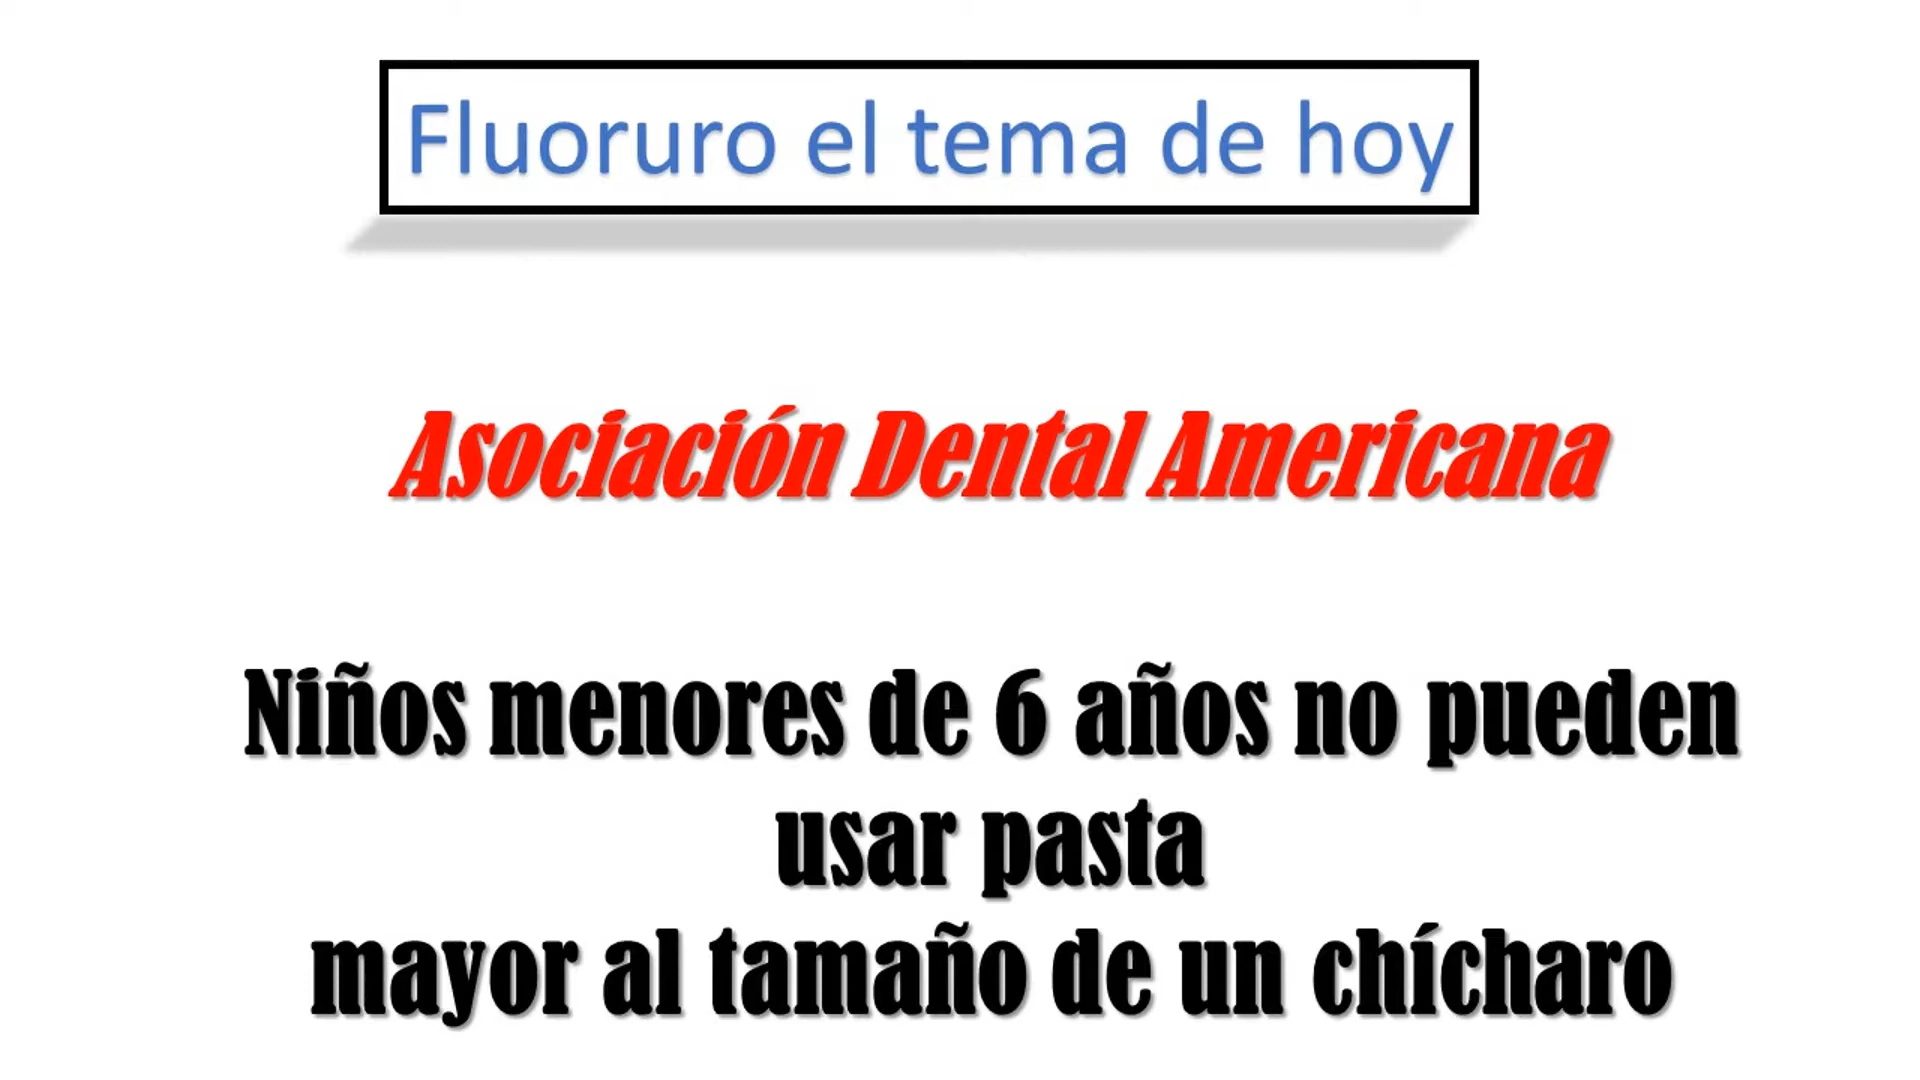 Fluoruro el tema de hoy
Asociación Dental Americana
Niños menores de 6 años no pueden
usar pasta
mayor al tamaño de un chícharo